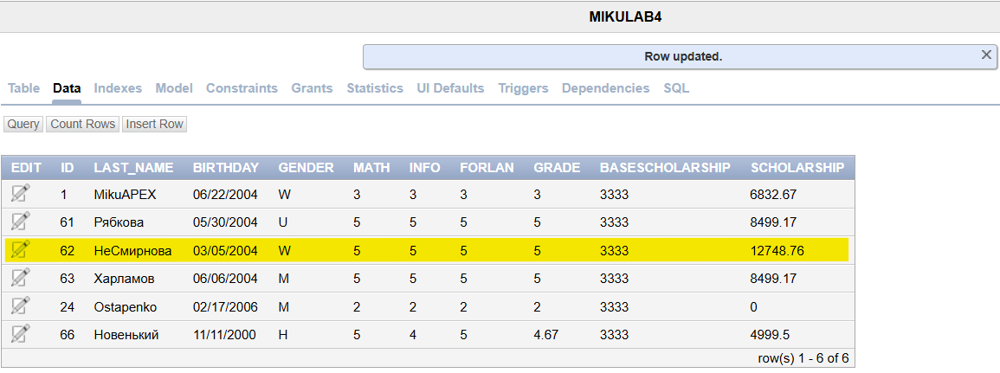 MIKULAB4
Row updated.
Table Data Indexes Model Constraints Grants Statistics UI Defaults Triggers Dependencies SQL
Query Count Rows Insert Row
EDIT ID LAST_NAME BIRTHDAY GENDER MATH INFO FORLAN GRADE BASESCHOLARSHIP SCHOLARSHIP
1 MikuAPEX 06/22/2004 W 3 3 3 3 3333 6832.67
61 Рябкова 05/30/2004 U 5 5 5 5 3333 8499.17
62 НеСмирнова 03/05/2004 W 5 5 5 5 3333 12748.76
63 Харламов 06/06/2004 M 5 5 5 5 3333 8499.17
24 Ostapenko 02/17/2006 M 2 2 2 2 3333 0
66 Новенький 11/11/2000 H 5 4 5 4.67 3333 4999.5
row(s) 1 - 6 of 6